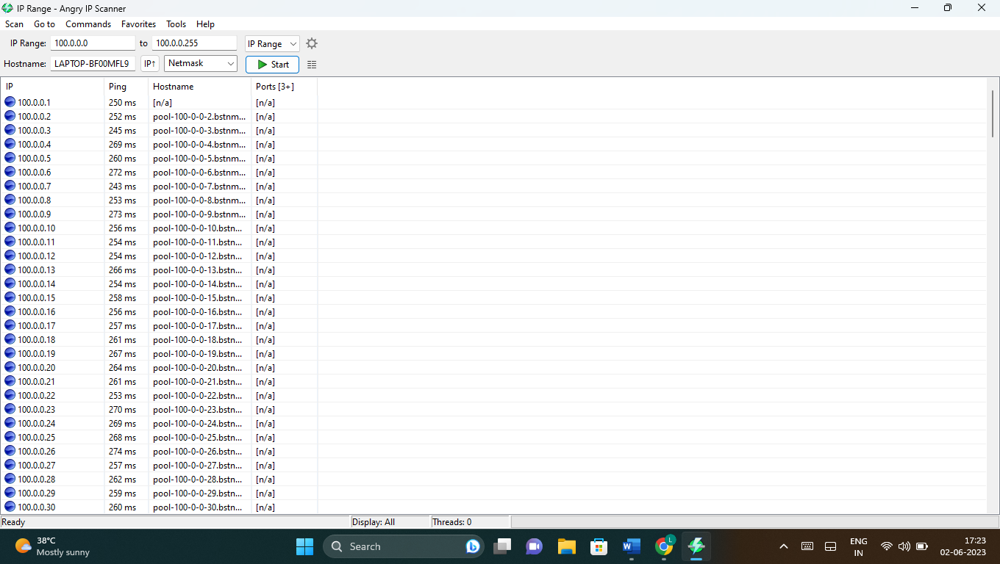 IP Range - Angry IP Scanner
Scan Go to Commands Favorites Tools Help
IP Range: 100.0.0.0 to 100.0.0.255 IP Range
Hostname: LAPTOP-BF00MFL9 IP↑ Netmask Start
IP Ping Hostname Ports [3+]
100.0.0.1 250 ms [n/a] [n/a]
100.0.0.2 252 ms pool-100-0-0-2.bstnm... [n/a]
100.0.0.3 245 ms pool-100-0-0-3.bstnm... [n/a]
100.0.0.4 269 ms pool-100-0-0-4.bstnm... [n/a]
100.0.0.5 260 ms pool-100-0-0-5.bstnm... [n/a]
100.0.0.6 272 ms pool-100-0-0-6.bstnm... [n/a]
100.0.0.7 243 ms pool-100-0-0-7.bstnm... [n/a]
100.0.0.8 253 ms pool-100-0-0-8.bstnm... [n/a]
100.0.0.9 273 ms pool-100-0-0-9.bstnm... [n/a]
100.0.0.10 256 ms pool-100-0-0-10.bstn... [n/a]
100.0.0.11 254 ms pool-100-0-0-11.bstn... [n/a]
100.0.0.12 254 ms pool-100-0-0-12.bstn... [n/a]
100.0.0.13 266 ms pool-100-0-0-13.bstn... [n/a]
100.0.0.14 254 ms pool-100-0-0-14.bstn... [n/a]
100.0.0.15 258 ms pool-100-0-0-15.bstn... [n/a]
100.0.0.16 256 ms pool-100-0-0-16.bstn... [n/a]
100.0.0.17 257 ms pool-100-0-0-17.bstn... [n/a]
100.0.0.18 261 ms pool-100-0-0-18.bstn... [n/a]
100.0.0.19 267 ms pool-100-0-0-19.bstn... [n/a]
100.0.0.20 264 ms pool-100-0-0-20.bstn... [n/a]
100.0.0.21 261 ms pool-100-0-0-21.bstn... [n/a]
100.0.0.22 253 ms pool-100-0-0-22.bstn... [n/a]
100.0.0.23 270 ms pool-100-0-0-23.bstn... [n/a]
100.0.0.24 269 ms pool-100-0-0-24.bstn... [n/a]
100.0.0.25 268 ms pool-100-0-0-25.bstn... [n/a]
100.0.0.26 274 ms pool-100-0-0-26.bstn... [n/a]
100.0.0.27 257 ms pool-100-0-0-27.bstn... [n/a]
100.0.0.28 262 ms pool-100-0-0-28.bstn... [n/a]
100.0.0.29 259 ms pool-100-0-0-29.bstn... [n/a]
100.0.0.30 260 ms pool-100-0-0-30.bstn... [n/a]
Ready Display: All Threads: 0
38°C
Mostly sunny
Search
L
ENG
IN
17:23
02-06-2023